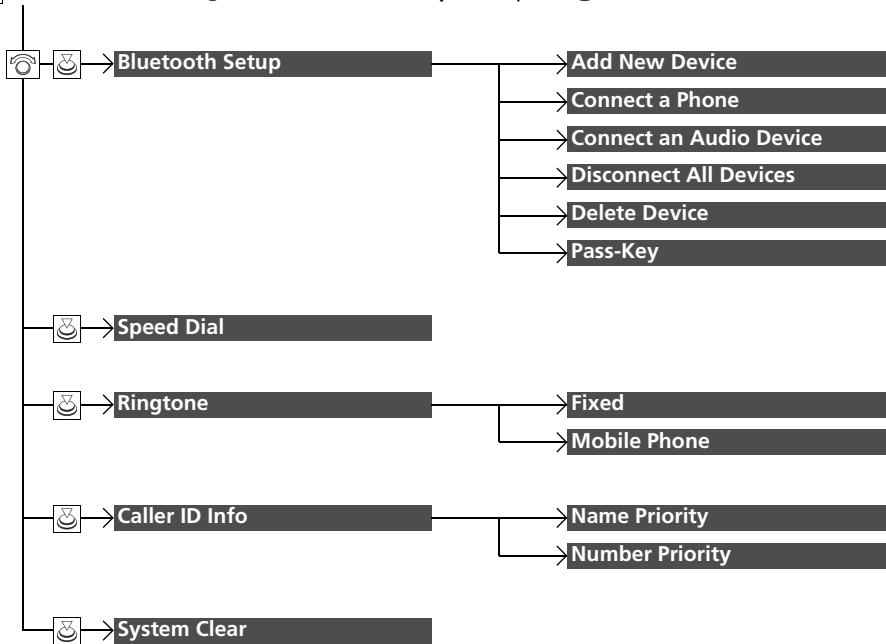 Bluetooth Setup
Add New Device
Connect a Phone
Connect an Audio Device
Disconnect All Devices
Delete Device
Pass-Key
Speed Dial
Ringtone
Fixed
Mobile Phone
Caller ID Info
Name Priority
Number Priority
System Clear